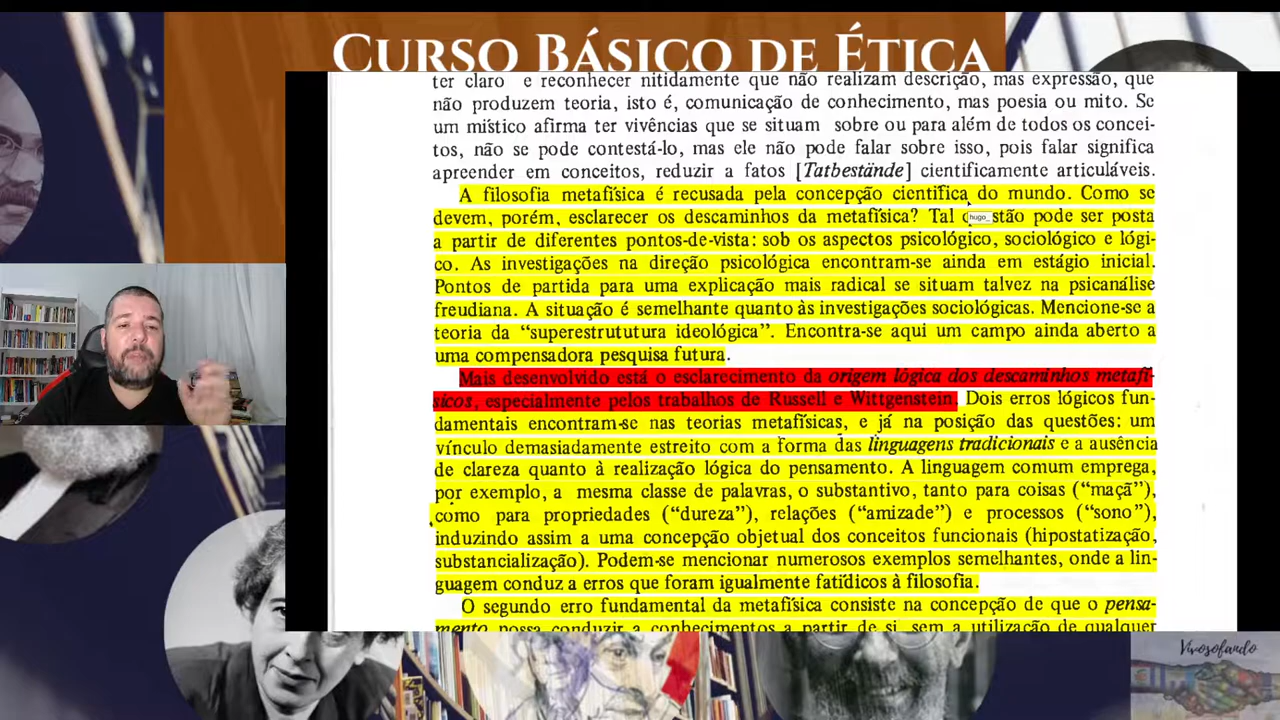 CURSO BÁSICO DE ÉTICA
ter claro e reconhecer nitidamente que não realizam descrição, mas expressão, que
não produzem teoria, isto é, comunicação de conhecimento, mas poesia ou mito. Se
um místico afirma ter vivências que se situam sobre ou para além de todos os concei-
tos, não se pode contestá-lo, mas ele não pode falar sobre isso, pois falar significa
apreender em conceitos, reduzir a fatos [Tatbestände] cientificamente articuláveis.
A filosofia metafísica é recusada pela concepção científica do mundo. Como se
devem, porém, esclarecer os descaminhos da metafísica? Tal questão pode ser posta
hugo_
a partir de diferentes pontos-de-vista: sob os aspectos psicológico, sociológico e lógi-
co. As investigações na direção psicológica encontram-se ainda em estágio inicial.
Pontos de partida para uma explicação mais radical se situam talvez na psicanálise
freudiana. A situação é semelhante quanto às investigações sociológicas. Mencione-se a
teoria da “superestrututura ideológica”. Encontra-se aqui um campo ainda aberto a
uma compensadora pesquisa futura.
Mais desenvolvido está o esclarecimento da origem lógica dos descaminhos metafí-
sicos, especialmente pelos trabalhos de Russell e Wittgenstein. Dois erros lógicos fun-
damentais encontram-se nas teorias metafísicas, e já na posição das questões: um
vínculo demasiadamente estreito com a forma das linguagens tradicionais e a ausência
de clareza quanto à realização lógica do pensamento. A linguagem comum emprega,
por exemplo, a mesma classe de palavras, o substantivo, tanto para coisas (“maçã”),
como para propriedades (“dureza”), relações (“amizade”) e processos (“sono”),
induzindo assim a uma concepção objetual dos conceitos funcionais (hipostatização,
substancialização). Podem-se mencionar numerosos exemplos semelhantes, onde a lin-
guagem conduz a erros que foram igualmente fatídicos à filosofia.
O segundo erro fundamental da metafísica consiste na concepção de que o pensa-
mento possa conduzir a conhecimentos a partir de si, sem a utilização de qualquer
Vivosofando